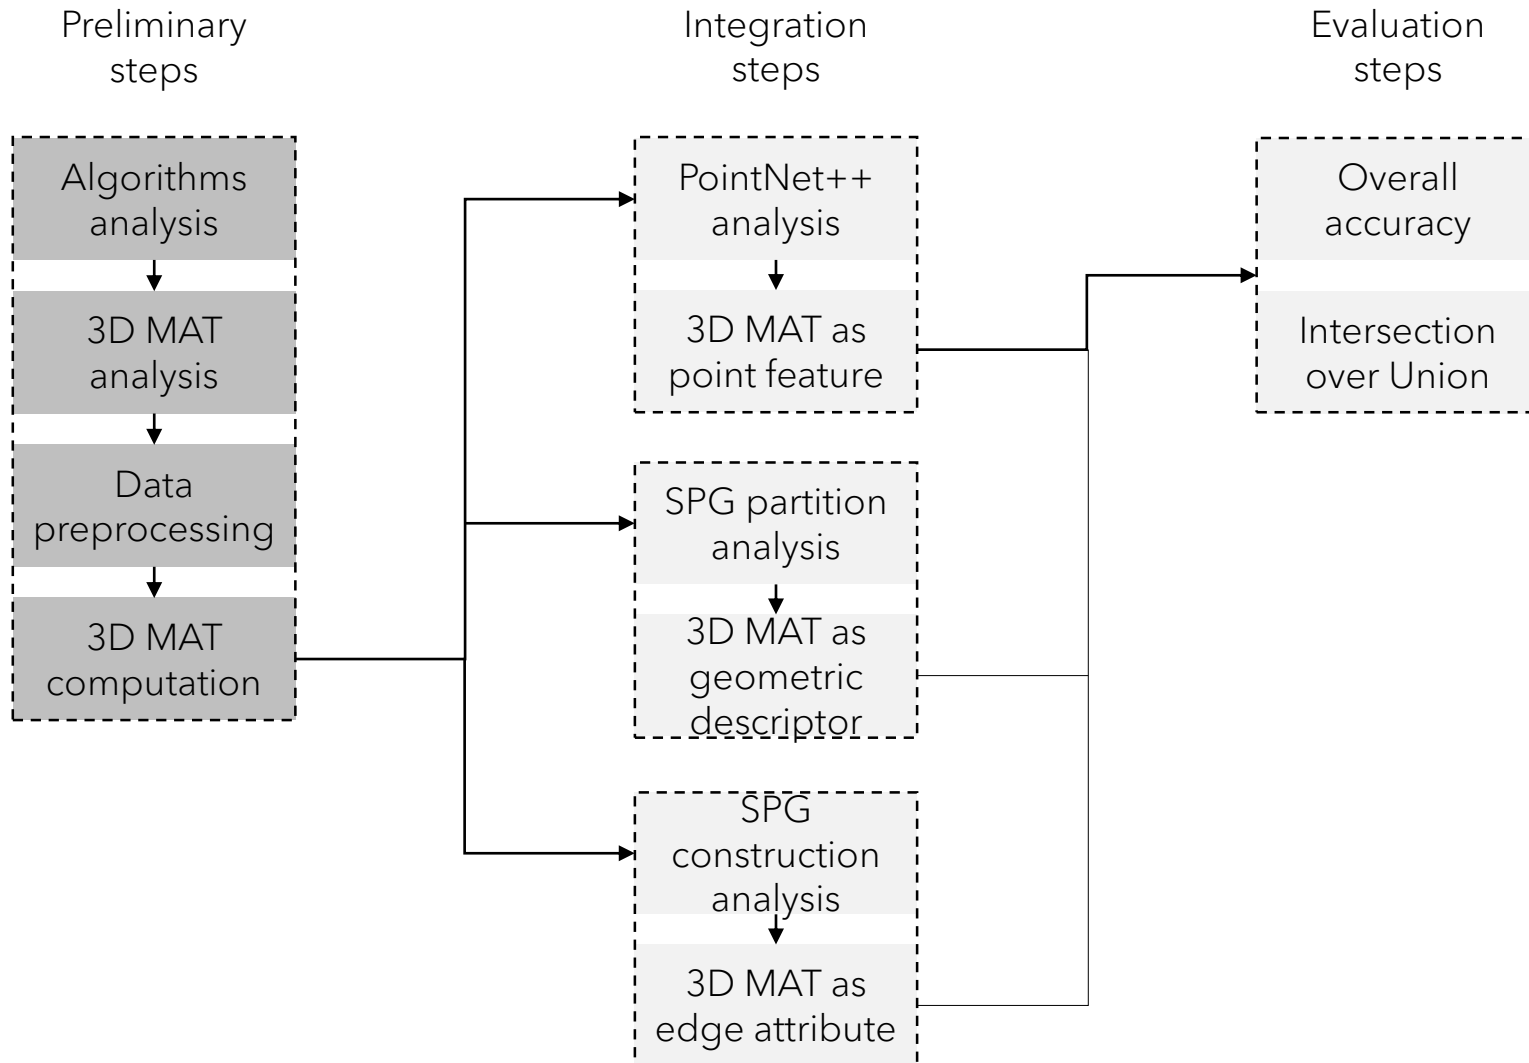 Preliminary
steps
Algorithms
analysis
3D MAT
analysis
Data
preprocessing
3D MAT
computation
Integration
steps
PointNet++
analysis
3D MAT as
point feature
SPG partition
analysis
3D MAT as
geometric
descriptor
SPG
construction
analysis
3D MAT as
edge attribute
Evaluation
steps
Overall
accuracy
Intersection
over Union